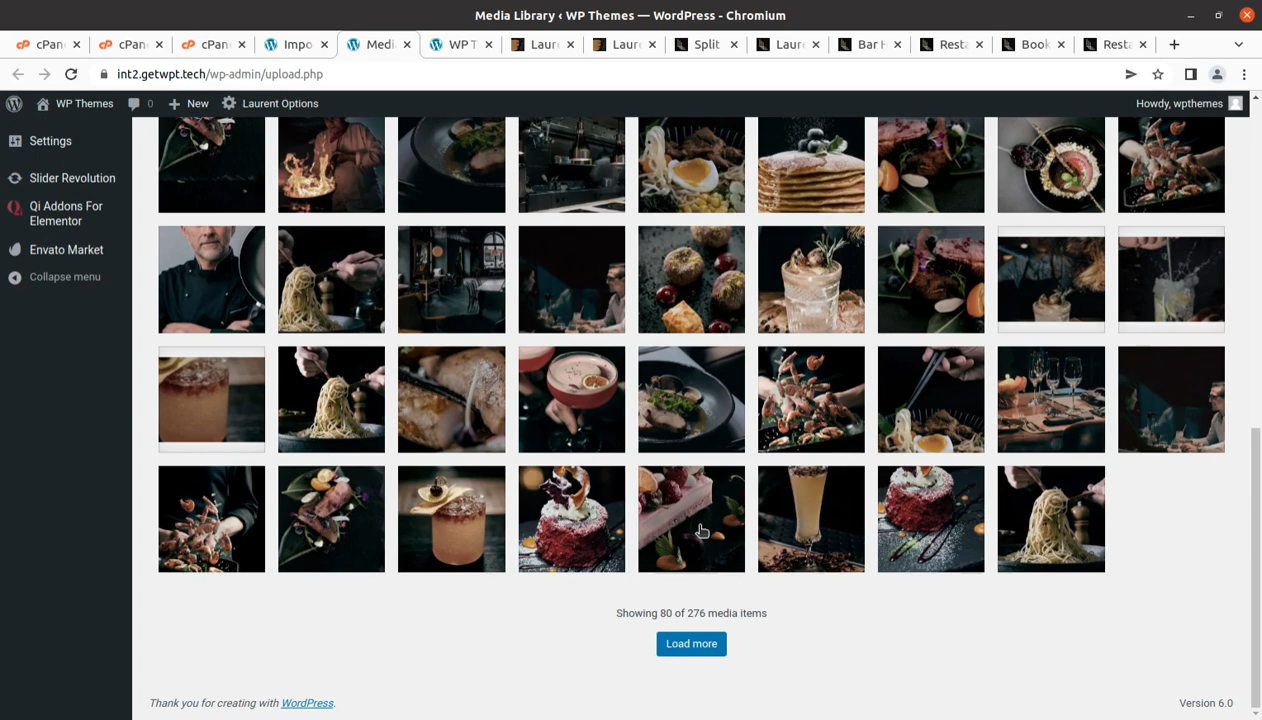 Media Library ‹ WP Themes — WordPress - Chromium
cPan
cPan
cPan
Impo
Medi
WP T
Laur
Laur
Split
Laur
Bar H
Resta
Book
Resta
int2.getwpt.tech/wp-admin/upload.php
WP Themes
0
New
Laurent Options
Howdy, wpthemes
Settings
Slider Revolution
Qi Addons For
Elementor
Envato Market
Collapse menu
Showing 80 of 276 media items
Load more
Thank you for creating with WordPress.
Version 6.0